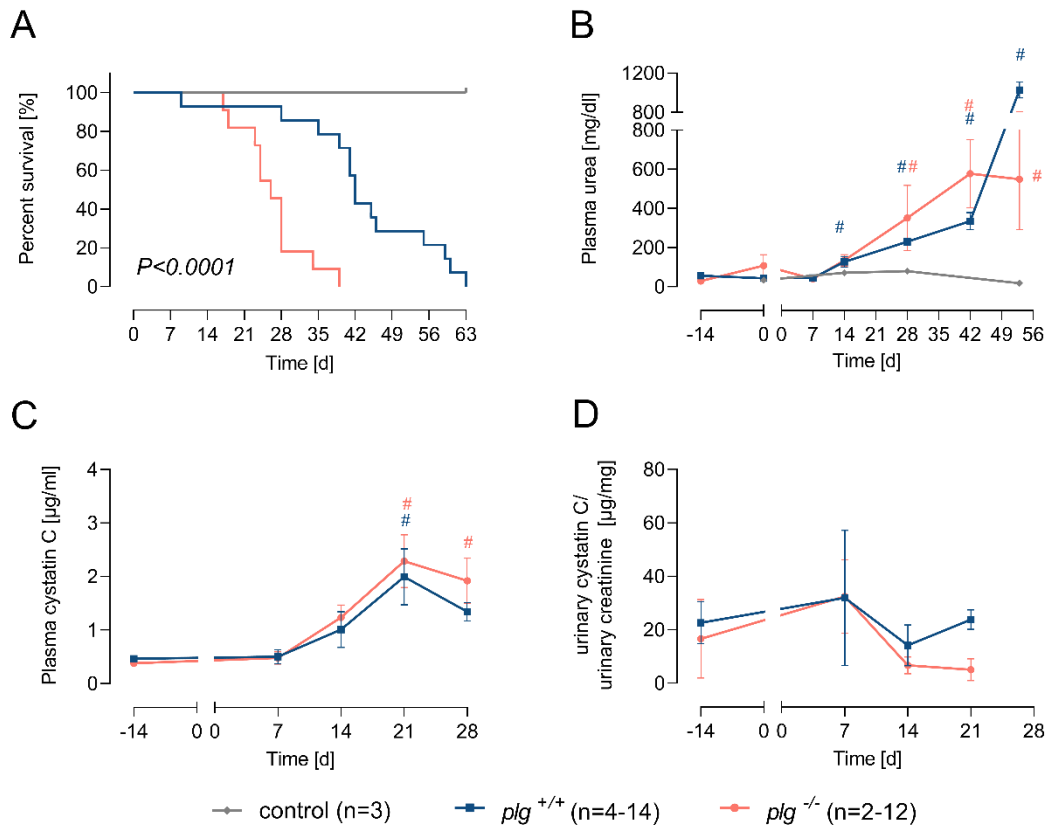 A
Percent survival [%]
100
80
60
40
20
0
P<0.0001
0 7 14 21 28 35 42 49 56 63
Time [d]
B
Plasma urea [mg/dl]
1200
1000
800
600
400
200
0
#
# #
#
#
#
#
-14 0 7 14 21 28 35 42 49 56
Time [d]
C
Plasma cystatin C [µg/ml]
4
3
2
1
0
#
#
#
-14 0 0 7 14 21 28
Time [d]
D
urinary cystatin C/
urinary creatinine [µg/mg]
80
60
40
20
0
-14 0 0 7 14 21 28
Time [d]
control (n=3) plg +/+ (n=4-14) plg -/- (n=2-12)